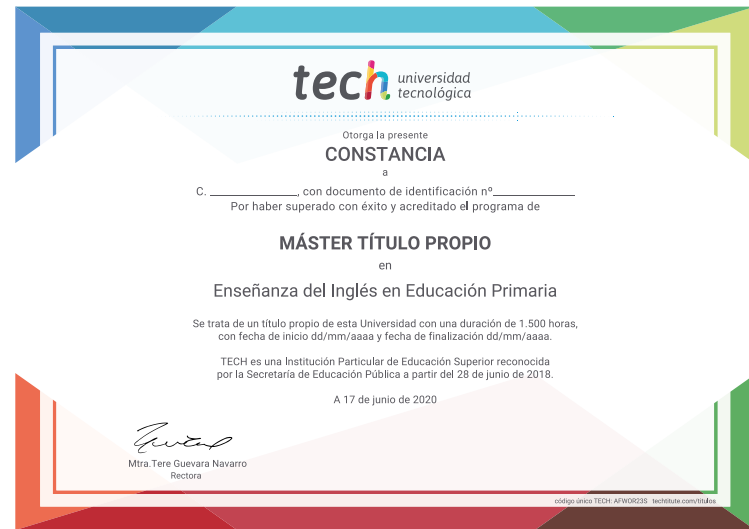 tech universidad
tecnológica
Otorga la presente
CONSTANCIA
a
C. ________________, con documento de identificación nº_______________
Por haber superado con éxito y acreditado el programa de
MÁSTER TÍTULO PROPIO
en
Enseñanza del Inglés en Educación Primaria
Se trata de un título propio de esta Universidad con una duración de 1.500 horas,
con fecha de inicio dd/mm/aaaa y fecha de finalización dd/mm/aaaa.
TECH es una Institución Particular de Educación Superior reconocida
por la Secretaría de Educación Pública a partir del 28 de junio de 2018.
A 17 de junio de 2020
Mtra.Tere Guevara Navarro
Rectora
código único TECH: AFWOR23S techtitute.com/titulos